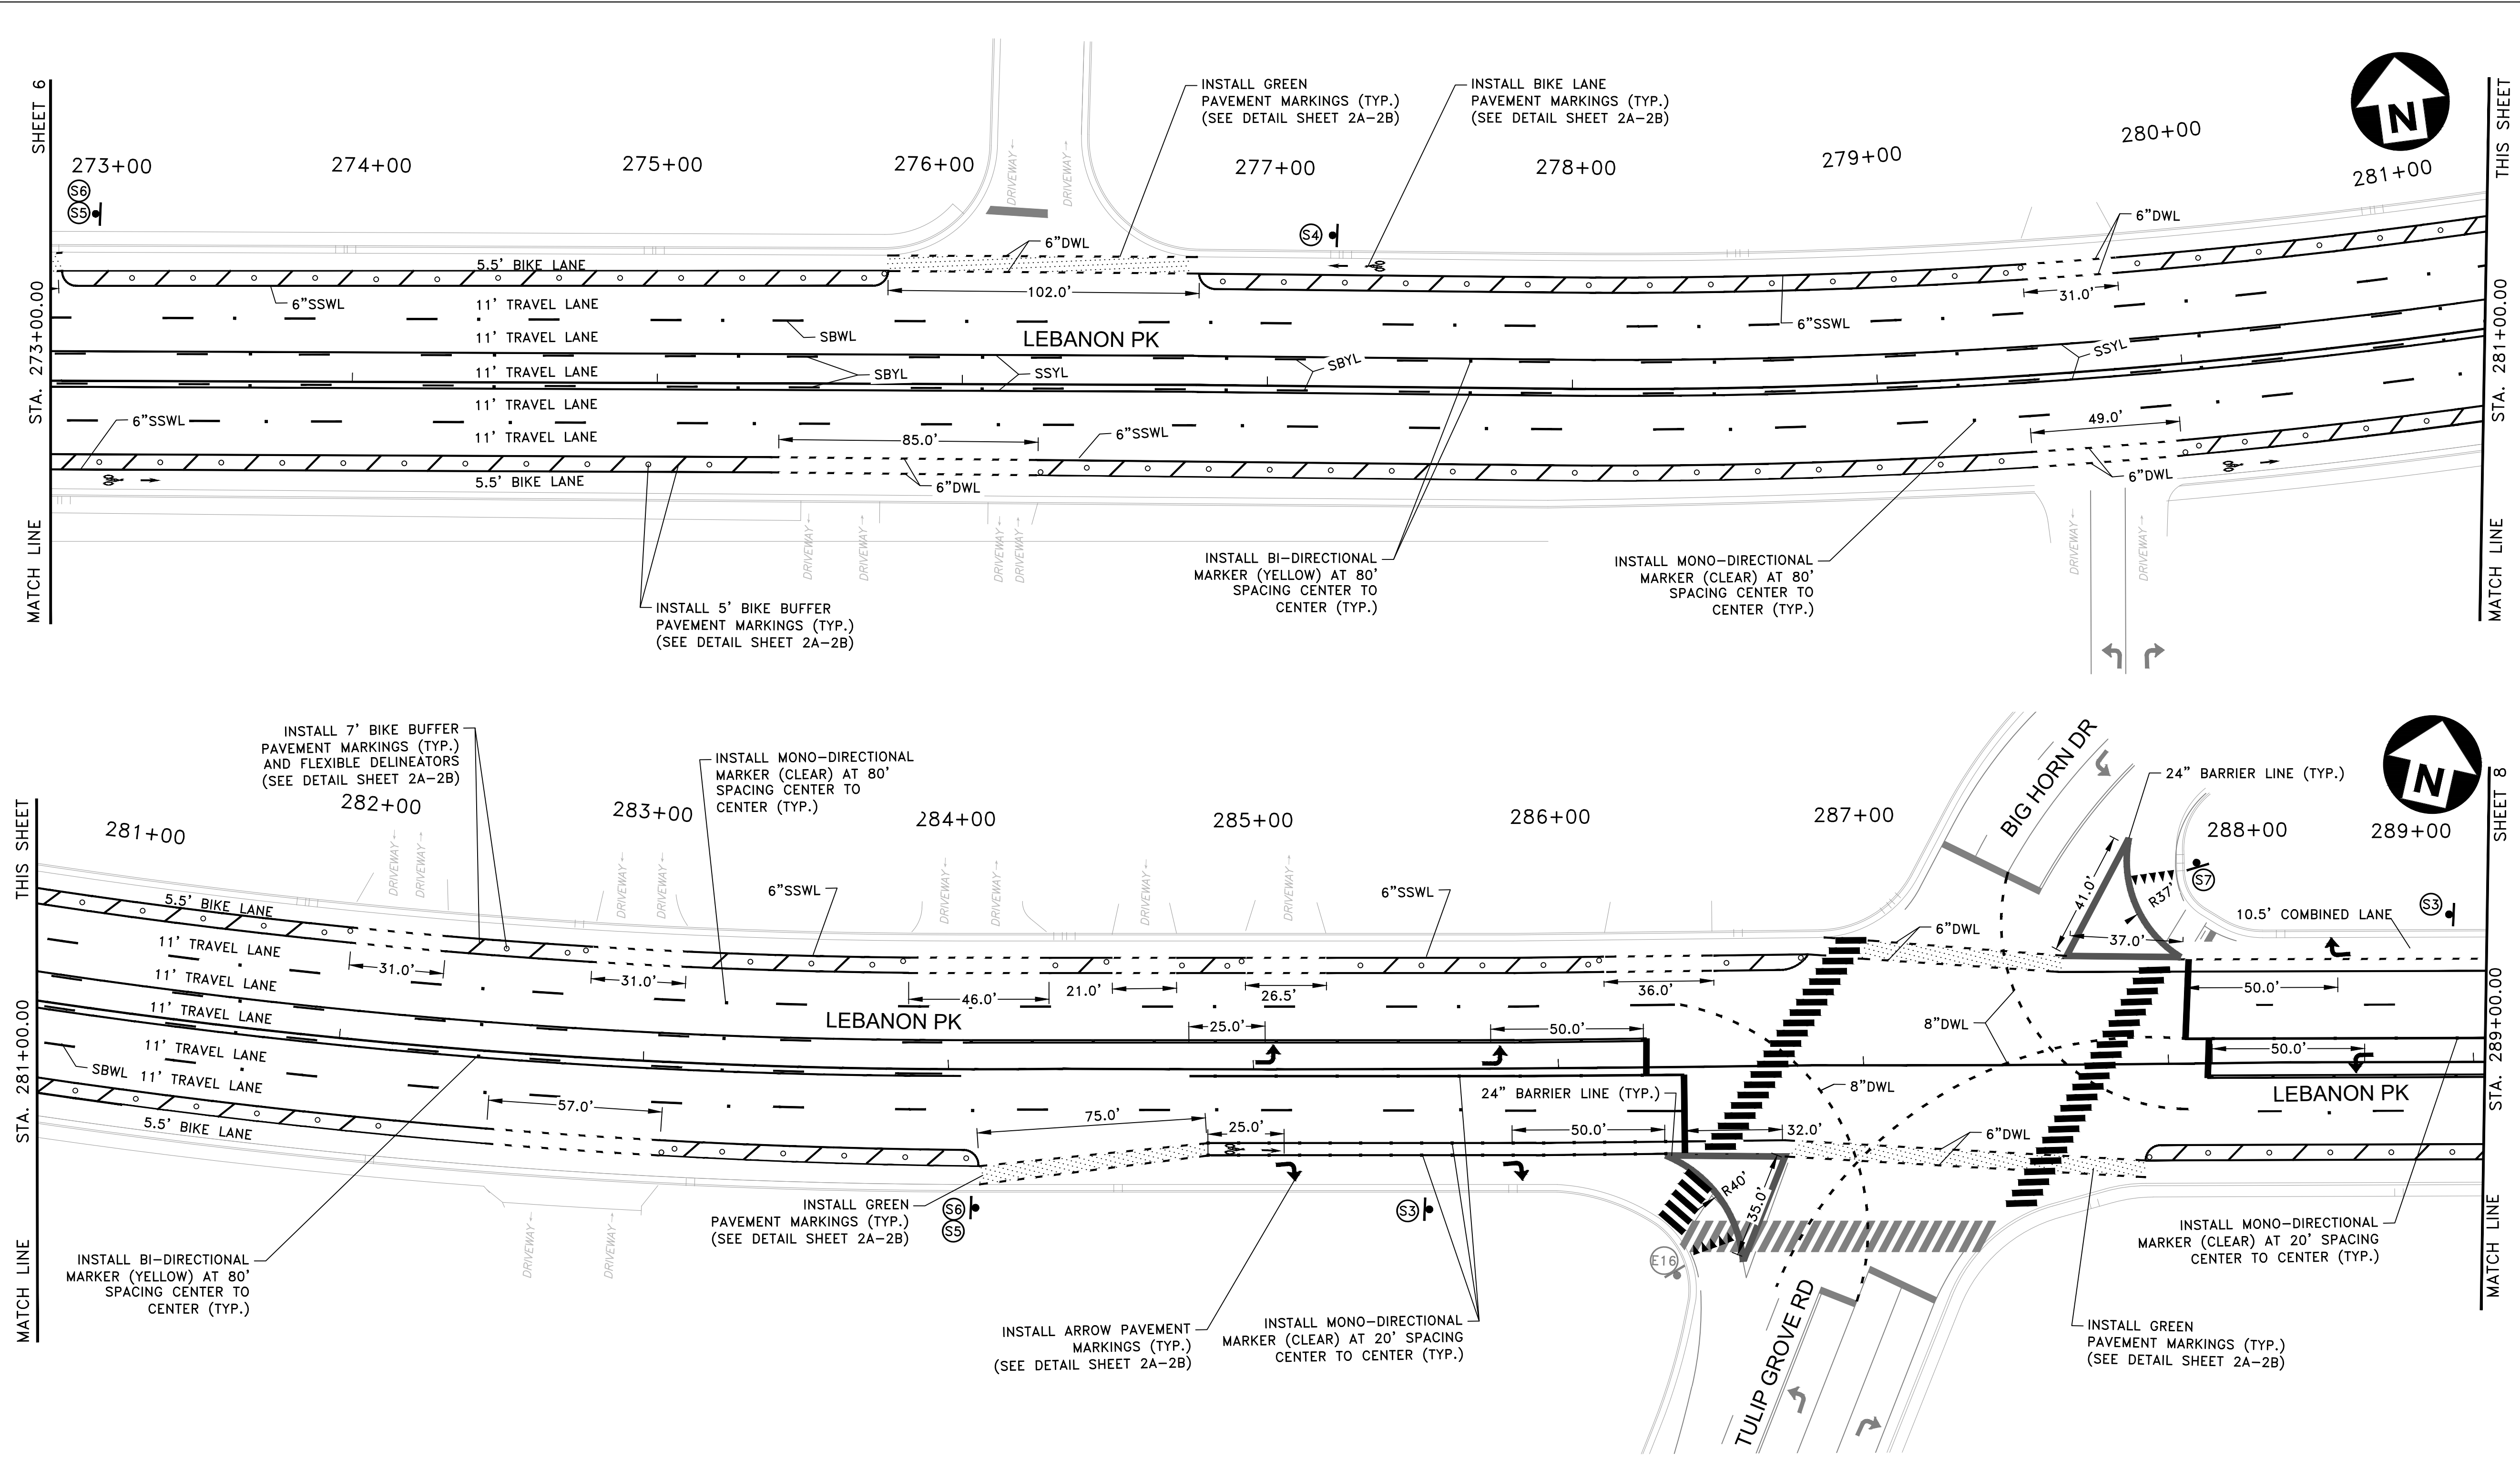 SHEET 6
STA. 273+00.00
MATCH LINE
273+00
274+00
275+00
276+00
277+00
278+00
279+00
280+00
281+00
N
THIS SHEET
STA. 281+00.00
MATCH LINE
INSTALL GREEN
PAVEMENT MARKINGS (TYP.)
(SEE DETAIL SHEET 2A-2B)
INSTALL BIKE LANE
PAVEMENT MARKINGS (TYP.)
(SEE DETAIL SHEET 2A-2B)
S6
S5
S4
DRIVEWAY
DRIVEWAY
6"DWL
6"DWL
5.5' BIKE LANE
102.0'
31.0'
6"SSWL
11' TRAVEL LANE
6"SSWL
11' TRAVEL LANE
SBWL
LEBANON PK
11' TRAVEL LANE
SBYL
SSYL
SBYL
SSYL
11' TRAVEL LANE
6"SSWL
11' TRAVEL LANE
85.0'
6"SSWL
49.0'
5.5' BIKE LANE
6"DWL
6"DWL
DRIVEWAY
DRIVEWAY
DRIVEWAY
DRIVEWAY
DRIVEWAY
DRIVEWAY
INSTALL BI-DIRECTIONAL
MARKER (YELLOW) AT 80'
SPACING CENTER TO
CENTER (TYP.)
INSTALL MONO-DIRECTIONAL
MARKER (CLEAR) AT 80'
SPACING CENTER TO
CENTER (TYP.)
INSTALL 5' BIKE BUFFER
PAVEMENT MARKINGS (TYP.)
(SEE DETAIL SHEET 2A-2B)
THIS SHEET
STA. 281+00.00
MATCH LINE
INSTALL 7' BIKE BUFFER
PAVEMENT MARKINGS (TYP.)
AND FLEXIBLE DELINEATORS
(SEE DETAIL SHEET 2A-2B)
INSTALL MONO-DIRECTIONAL
MARKER (CLEAR) AT 80'
SPACING CENTER TO
CENTER (TYP.)
281+00
282+00
283+00
284+00
285+00
286+00
287+00
288+00
289+00
BIG HORN DR
24" BARRIER LINE (TYP.)
N
SHEET 8
STA. 289+00.00
MATCH LINE
DRIVEWAY
DRIVEWAY
DRIVEWAY
DRIVEWAY
DRIVEWAY
DRIVEWAY
DRIVEWAY
DRIVEWAY
6"SSWL
6"SSWL
S7
S3
41.0'
R37'
37.0'
10.5' COMBINED LANE
6"DWL
5.5' BIKE LANE
11' TRAVEL LANE
31.0'
31.0'
46.0'
21.0'
26.5'
36.0'
50.0'
11' TRAVEL LANE
11' TRAVEL LANE
LEBANON PK
25.0'
50.0'
8"DWL
50.0'
11' TRAVEL LANE
SBWL
11' TRAVEL LANE
24" BARRIER LINE (TYP.)
8"DWL
LEBANON PK
5.5' BIKE LANE
57.0'
75.0'
25.0'
50.0'
32.0'
6"DWL
R40'
35.0'
INSTALL GREEN
PAVEMENT MARKINGS (TYP.)
(SEE DETAIL SHEET 2A-2B)
S6
S5
S3
E16
DRIVEWAY
DRIVEWAY
INSTALL BI-DIRECTIONAL
MARKER (YELLOW) AT 80'
SPACING CENTER TO
CENTER (TYP.)
INSTALL ARROW PAVEMENT
MARKINGS (TYP.)
(SEE DETAIL SHEET 2A-2B)
INSTALL MONO-DIRECTIONAL
MARKER (CLEAR) AT 20' SPACING
CENTER TO CENTER (TYP.)
TULIP GROVE RD
INSTALL MONO-DIRECTIONAL
MARKER (CLEAR) AT 20' SPACING
CENTER TO CENTER (TYP.)
INSTALL GREEN
PAVEMENT MARKINGS (TYP.)
(SEE DETAIL SHEET 2A-2B)